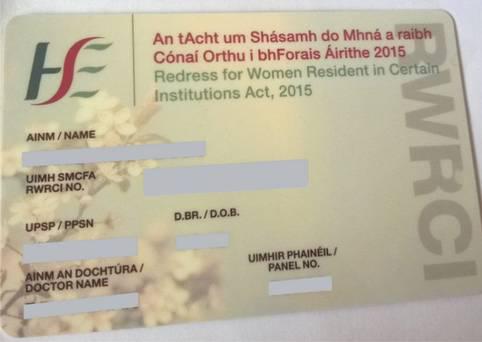 HSE
An tAcht um Shásamh do Mhná a raibh
Cónaí Orthu i bhForais Áirithe 2015
Redress for Women Resident in Certain
Institutions Act, 2015
RWRCI
AINM / NAME
UIMH SMCFA
RWRCI NO.
UPSP / PPSN
D.BR. / D.O.B.
AINM AN DOCHTÚRA /
DOCTOR NAME
UIMHIR PHAINÉIL /
PANEL NO.